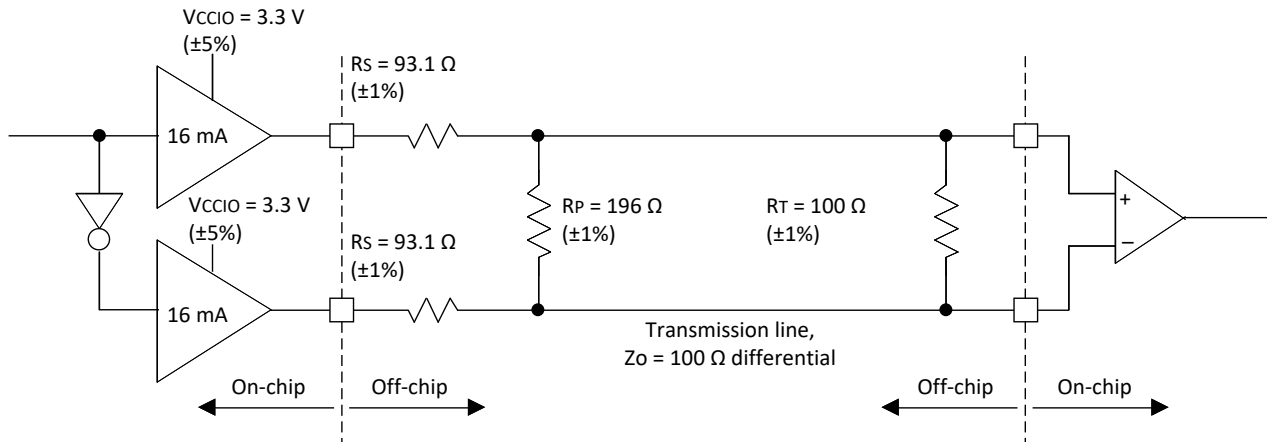 VCCIO = 3.3 V
(±5%)
RS = 93.1 Ω
(±1%)
16 mA
VCCIO = 3.3 V
(±5%)
RP = 196 Ω
(±1%)
RT = 100 Ω
(±1%)
+
−
RS = 93.1 Ω
(±1%)
16 mA
Transmission line,
Zo = 100 Ω differential
On-chip
Off-chip
Off-chip
On-chip